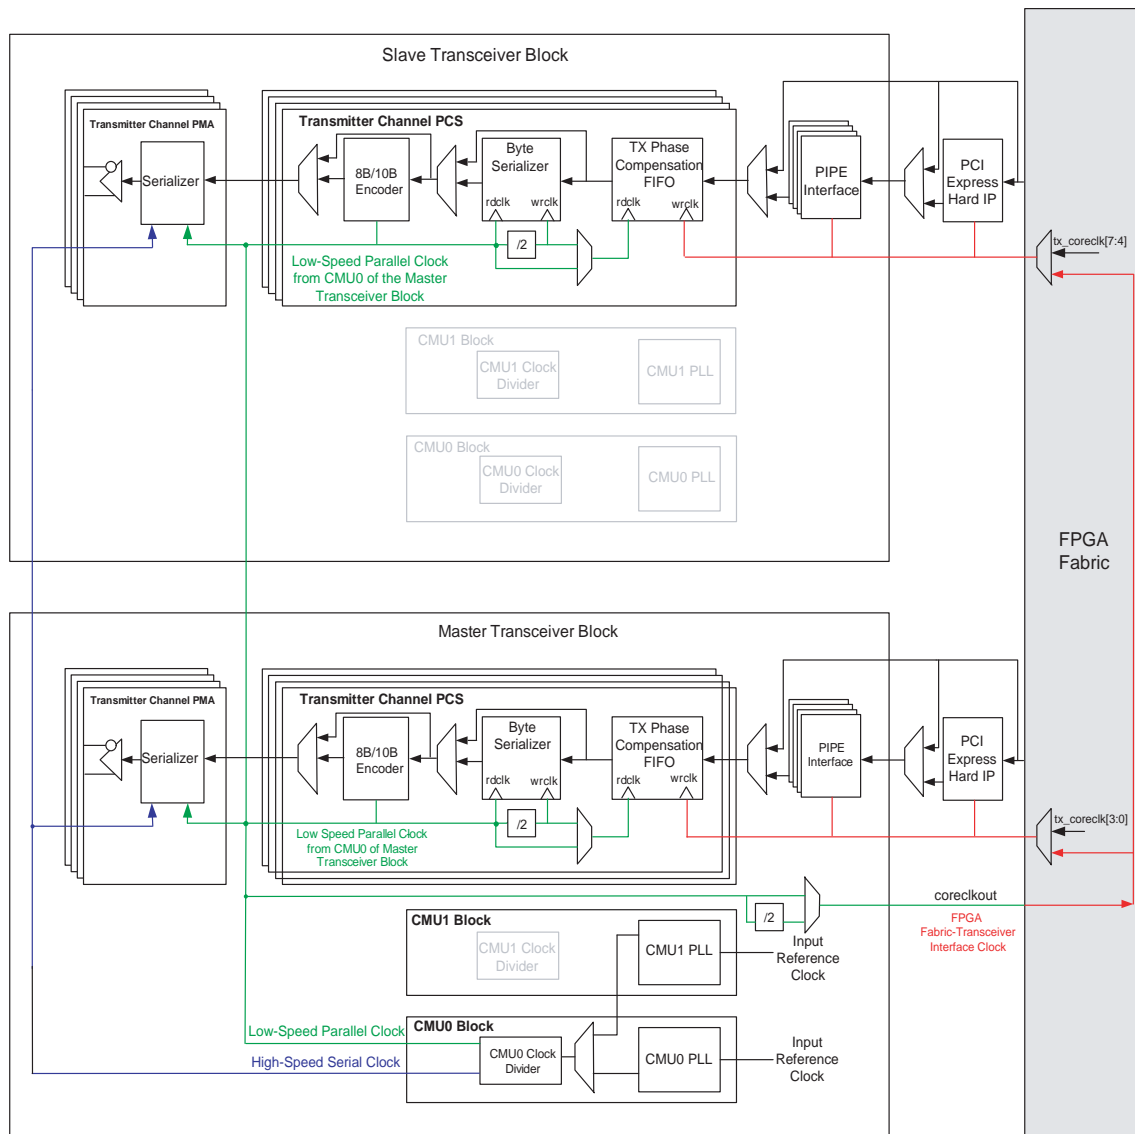 Slave Transceiver Block
Transmitter Channel PMA
Serializer
Transmitter Channel PCS
8B/10B
Encoder
Byte
Serializer
rdclk
wrclk
/2
TX Phase
Compensation
FIFO
rdclk
wrclk
PIPE
Interface
PCI
Express
Hard IP
tx_coreclk[7:4]
Low-Speed Parallel Clock
from CMU0 of the Master
Transceiver Block
CMU1 Block
CMU1 Clock
Divider
CMU1 PLL
CMU0 Block
CMU0 Clock
Divider
CMU0 PLL
FPGA
Fabric
Master Transceiver Block
Transmitter Channel PMA
Serializer
Transmitter Channel PCS
8B/10B
Encoder
Byte
Serializer
rdclk
wrclk
/2
TX Phase
Compensation
FIFO
rdclk
wrclk
PIPE
Interface
PCI
Express
Hard IP
tx_coreclk[3:0]
Low Speed Parallel Clock
from CMU0 of Master
Transceiver Block
/2
coreclkout
FPGA
Fabric-Transceiver
Interface Clock
CMU1 Block
CMU1 Clock
Divider
CMU1 PLL
Input
Reference
Clock
Low-Speed Parallel Clock
High-Speed Serial Clock
CMU0 Block
CMU0 Clock
Divider
CMU0 PLL
Input
Reference
Clock